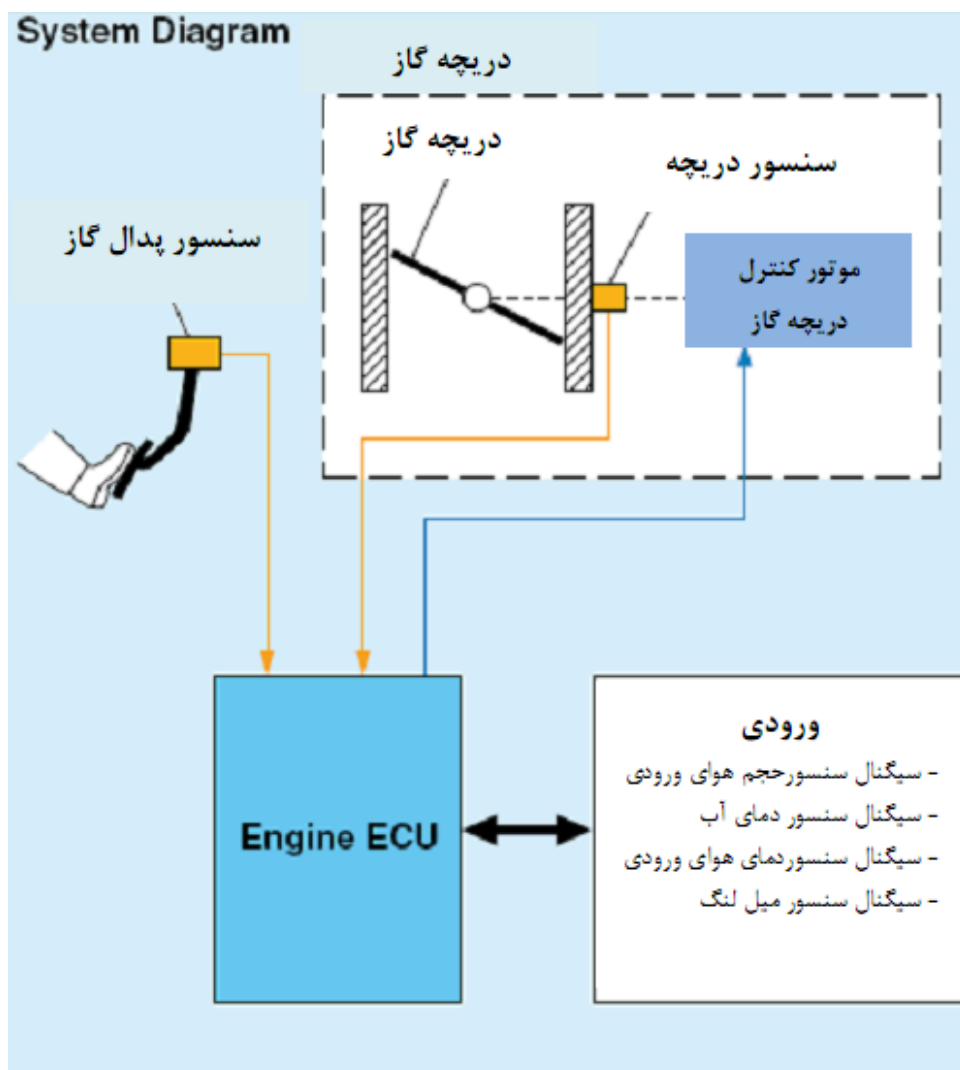 System Diagram
دریچه گاز
دریچه گاز
سنسور دریچه
سنسور پدال گاز
موتور کنترل
دریچه گاز
Engine ECU
ورودی
- سیگنال سنسورحجم هوای ورودی
- سیگنال سنسور دمای آب
- سیگنال سنسوردمای هوای ورودی
- سیگنال سنسور میل لنگ